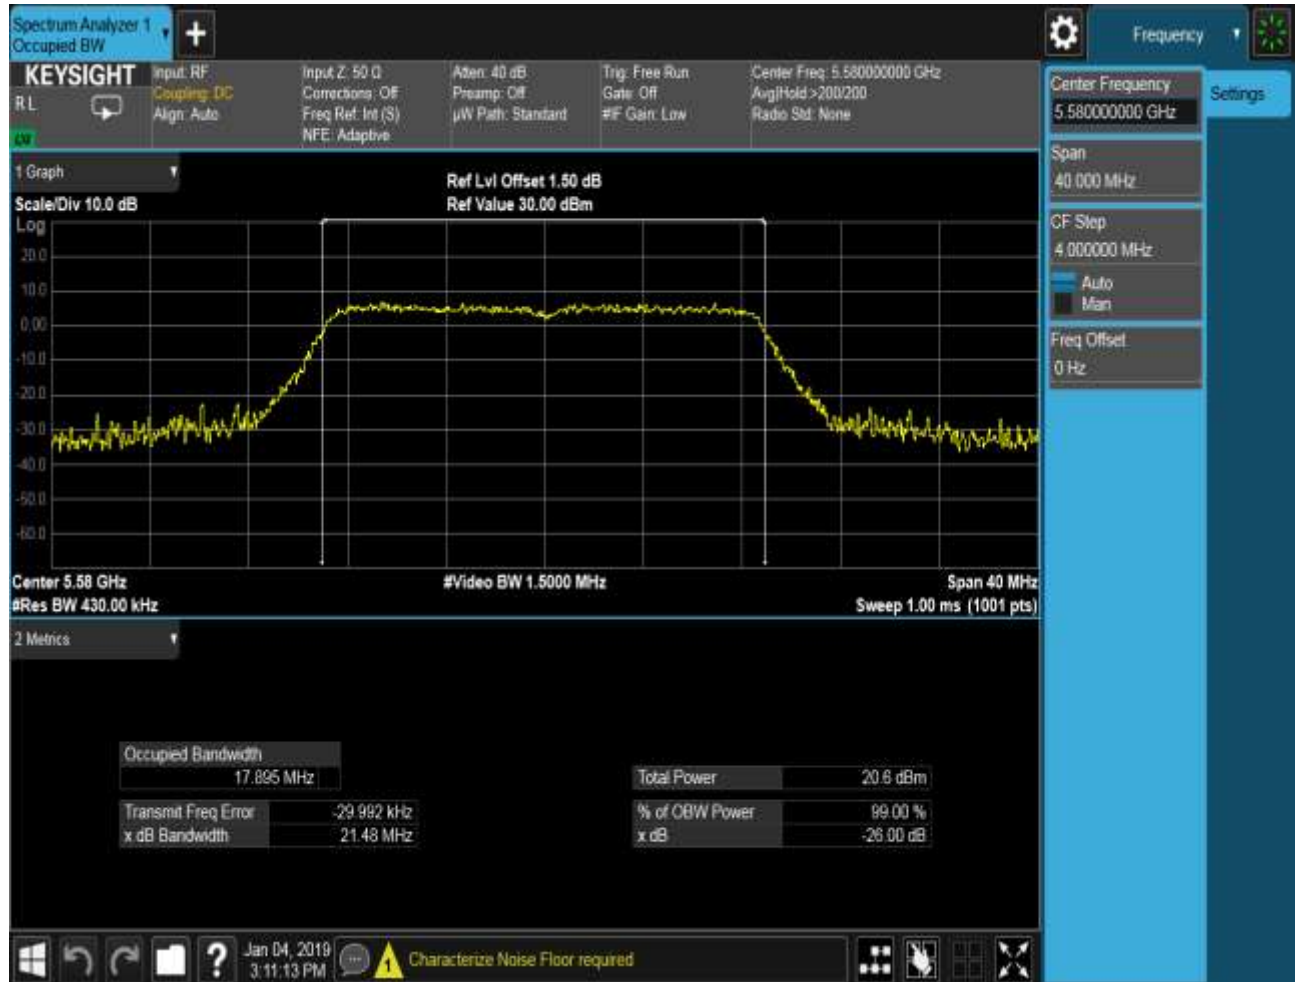 Spectrum Analyzer 1
Occupied BW
Frequency
KEYSIGHT
RL
Input: RF
Coupling: DC
Align: Auto
Input Z: 50 Ω
Corrections: Off
Freq Ref: Int (S)
NFE: Adaptive
Atten: 40 dB
Preamp: Off
µW Path: Standard
Trig: Free Run
Gate: Off
#IF Gain: Low
Center Freq: 5.580000000 GHz
Avg|Hold:>200/200
Radio Std: None
Center Frequency
5.580000000 GHz
Settings
Span
40.000 MHz
CF Step
4.000000 MHz
Auto
Man
Freq Offset
0 Hz
1 Graph
Scale/Div 10.0 dB
Ref Lvl Offset 1.50 dB
Ref Value 30.00 dBm
Log
20.0
10.0
0.00
-10.0
-20.0
-30.0
-40.0
-50.0
-60.0
Center 5.58 GHz
#Video BW 1.5000 MHz
Span 40 MHz
#Res BW 430.00 kHz
Sweep 1.00 ms (1001 pts)
2 Metrics
Occupied Bandwidth
17.895 MHz
Total Power 20.6 dBm
Transmit Freq Error -29.992 kHz
% of OBW Power 99.00 %
x dB Bandwidth 21.48 MHz
x dB -26.00 dB
Jan 04, 2019
3:11:13 PM
1
Characterize Noise Floor required